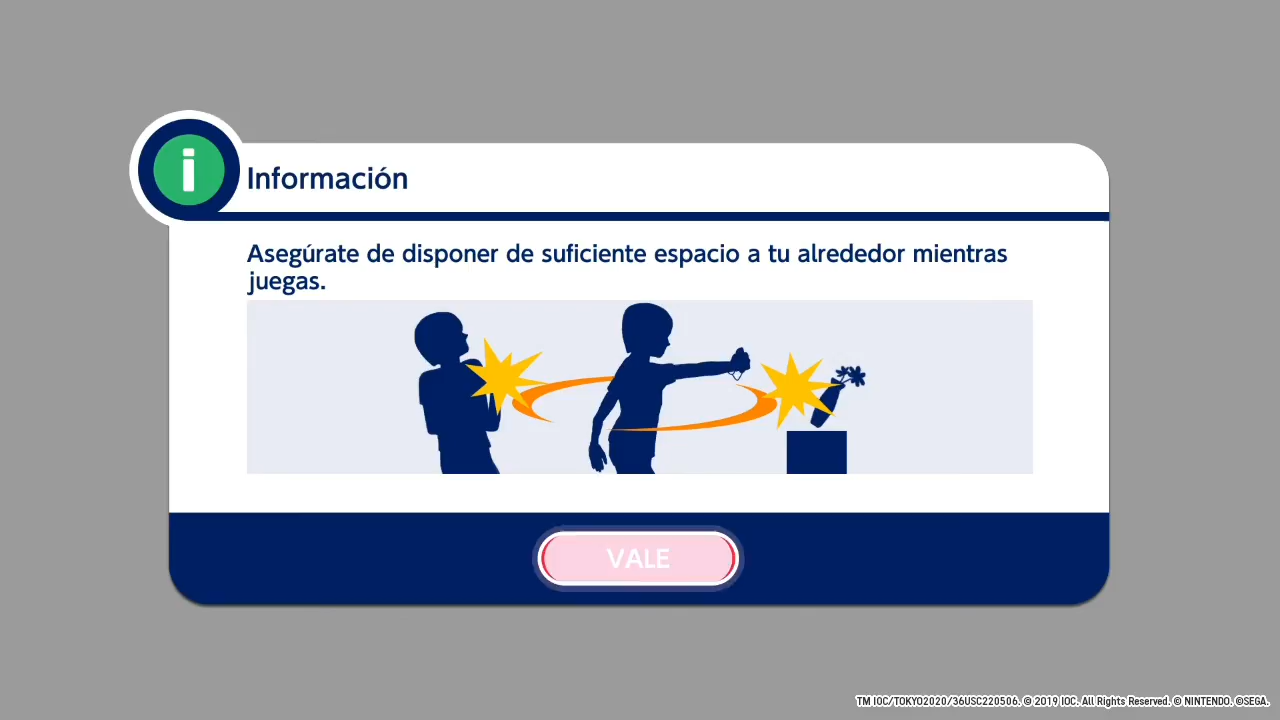 Información
Asegúrate de disponer de suficiente espacio a tu alrededor mientras
juegas.
VALE
TM IOC/TOKYO2020/36USC220506. © 2019 IOC. All Rights Reserved. © NINTENDO. ©SEGA.